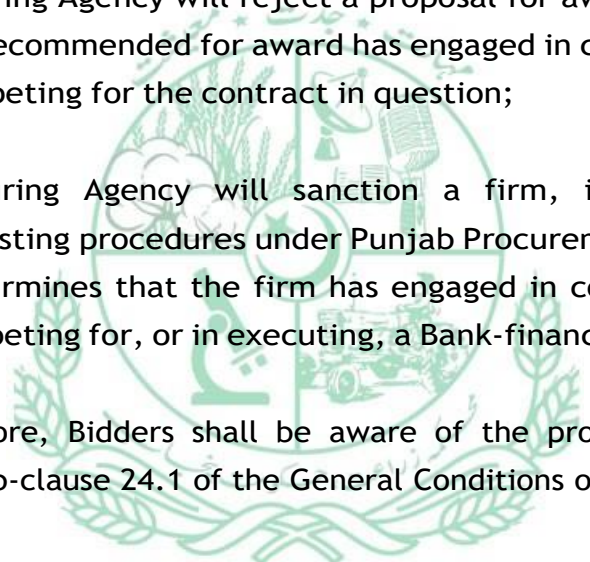 ring Agency will reject a proposal for aw
ecommended for award has engaged in c
peting for the contract in question;
ring Agency will sanction a firm, i
sting procedures under Punjab Procurem
ermines that the firm has engaged in co
peting for, or in executing, a Bank-financ
ore, Bidders shall be aware of the pro
o-clause 24.1 of the General Conditions o